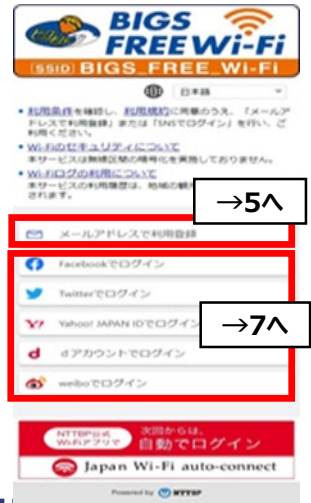 BIGS
FREE Wi-Fi
[SSID] BIGS_FREE_Wi-Fi
日本語
• 利用条件を確認し、利用規約に同意のうえ、「メールア
ドレスで利用登録」または「SNSでログイン」を行い、ご
利用ください。
• Wi-Fiのセキュリティについて
本サービスは無線区間の暗号化を実施しておりません。
• Wi-Fiログの利用について
本サービスの利用履歴は、地域の観
されます。
→5へ
メールアドレスで利用登録
Facebookでログイン
Twitterでログイン
Yahoo! JAPAN IDでログイン
→7へ
dアカウントでログイン
weiboでログイン
NTTBP公式
Wi-Fiアプリで
次回からは、
自動でログイン
Japan Wi-Fi auto-connect
Powered by NTTBP